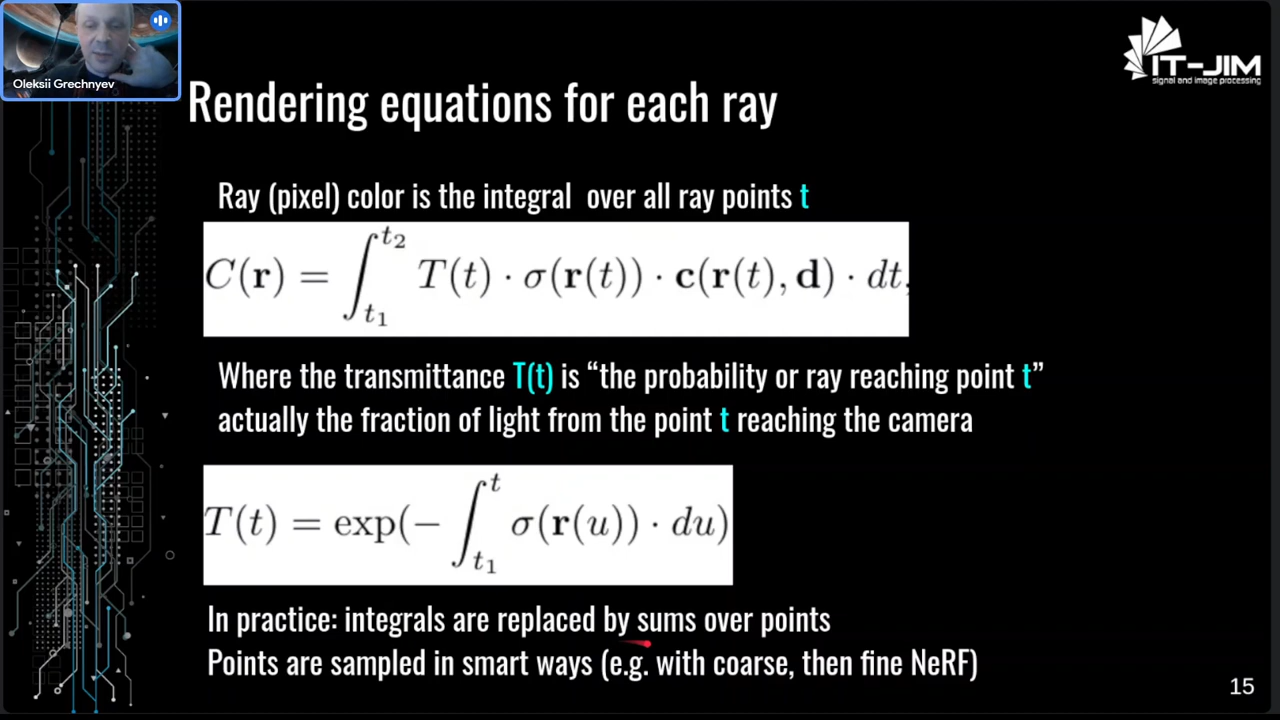 Oleksii Grechnyev
IT-JIM
signal and image processing
Rendering equations for each ray
Ray (pixel) color is the integral over all ray points t
C(r) = ∫_{t₁}^{t₂} T(t) · σ(r(t)) · c(r(t), d) · dt,
Where the transmittance T(t) is “the probability or ray reaching point t”
actually the fraction of light from the point t reaching the camera
T(t) = exp(− ∫_{t₁}^{t} σ(r(u)) · du)
In practice: integrals are replaced by sums over points
Points are sampled in smart ways (e.g. with coarse, then fine NeRF)
15